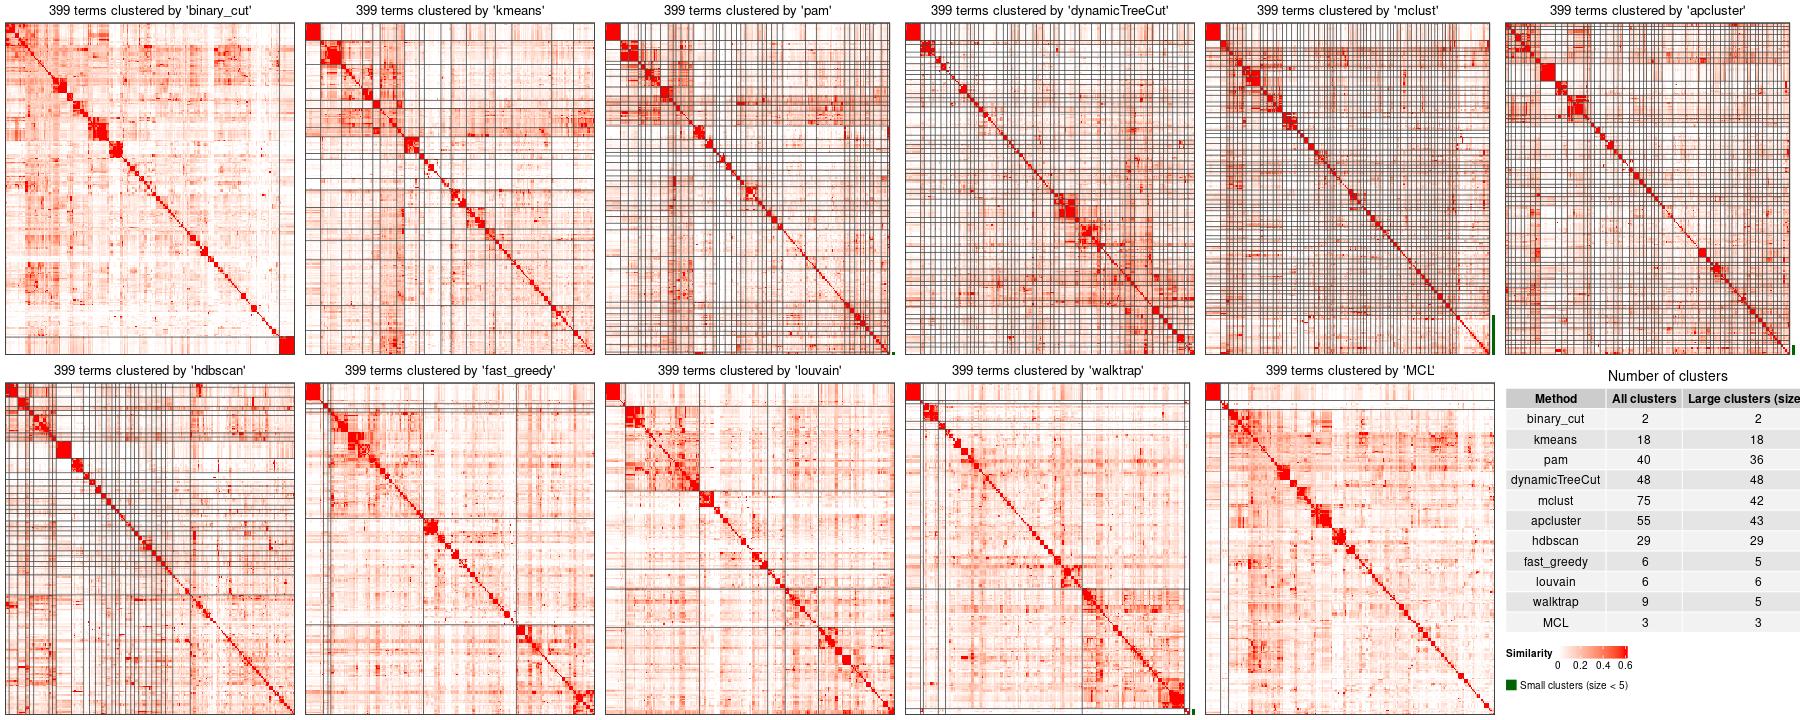 399 terms clustered by 'binary_cut'
399 terms clustered by 'kmeans'
399 terms clustered by 'pam'
399 terms clustered by 'dynamicTreeCut'
399 terms clustered by 'mclust'
399 terms clustered by 'apcluster'
399 terms clustered by 'hdbscan'
399 terms clustered by 'fast_greedy'
399 terms clustered by 'louvain'
399 terms clustered by 'walktrap'
399 terms clustered by 'MCL'
Number of clusters
Method All clusters Large clusters (size
binary_cut 2 2
kmeans 18 18
pam 40 36
dynamicTreeCut 48 48
mclust 75 42
apcluster 55 43
hdbscan 29 29
fast_greedy 6 5
louvain 6 6
walktrap 9 5
MCL 3 3
Similarity
0 0.2 0.4 0.6
Small clusters (size < 5)